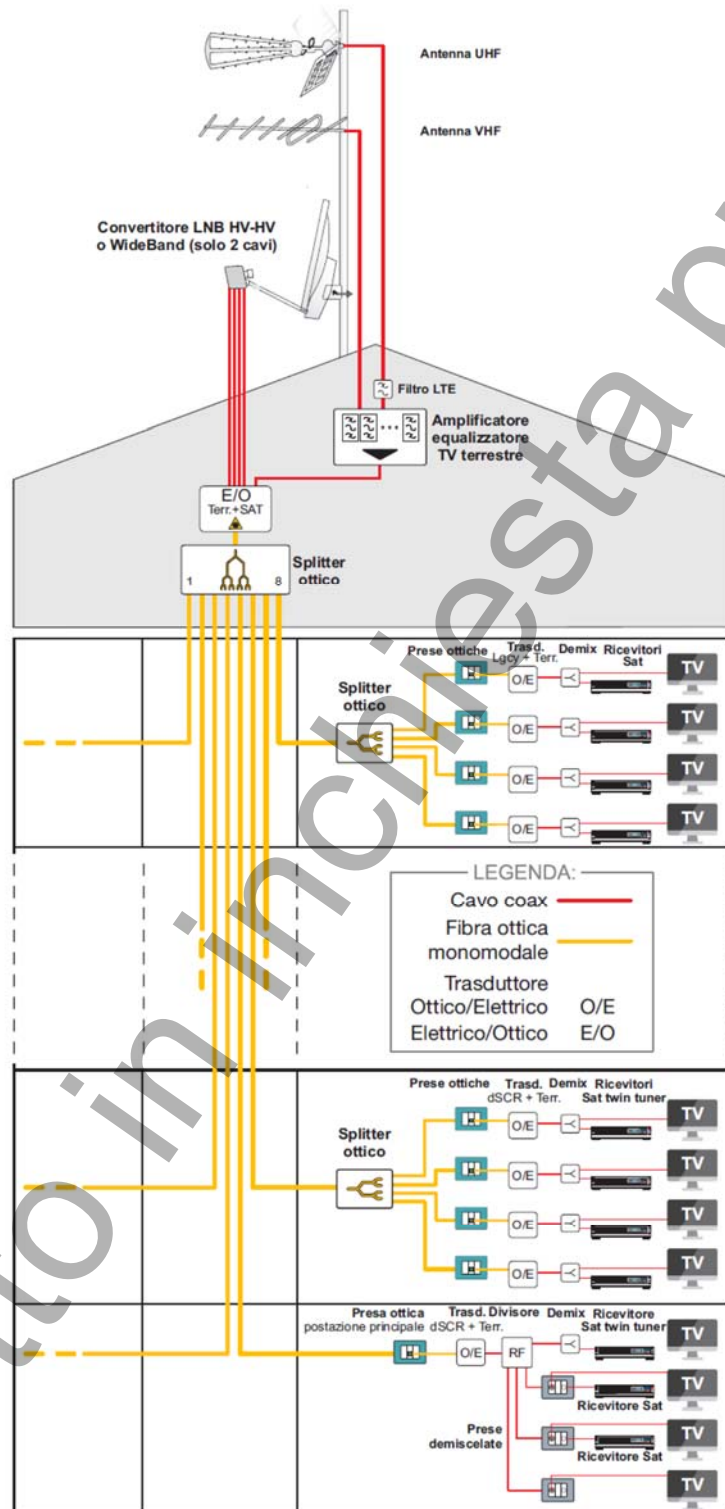 Antenna UHF
Antenna VHF
Convertitore LNB HV-HV
o WideBand (solo 2 cavi)
Filtro LTE
Amplificatore
equalizzatore
TV terrestre
E/O
Terr.+SAT
1
8
Splitter
ottico
Prese ottiche
Trasd.
Lgcy + Terr.
Demix
Ricevitori
Sat
Splitter
ottico
O/E
TV
O/E
TV
O/E
TV
O/E
TV
LEGENDA:
Cavo coax
Fibra ottica
monomodale
Trasduttore
Ottico/Elettrico O/E
Elettrico/Ottico E/O
Prese ottiche
Trasd.
dSCR + Terr.
Demix
Ricevitori
Sat twin tuner
Splitter
ottico
O/E
TV
O/E
TV
O/E
TV
O/E
TV
Presa ottica
postazione principale
Trasd.
dSCR + Terr.
Divisore
Demix
Ricevitore
Sat twin tuner
O/E
RF
TV
TV
Ricevitore Sat
Prese
demiscelate
TV
Ricevitore Sat
TV
tto in inchiesta p